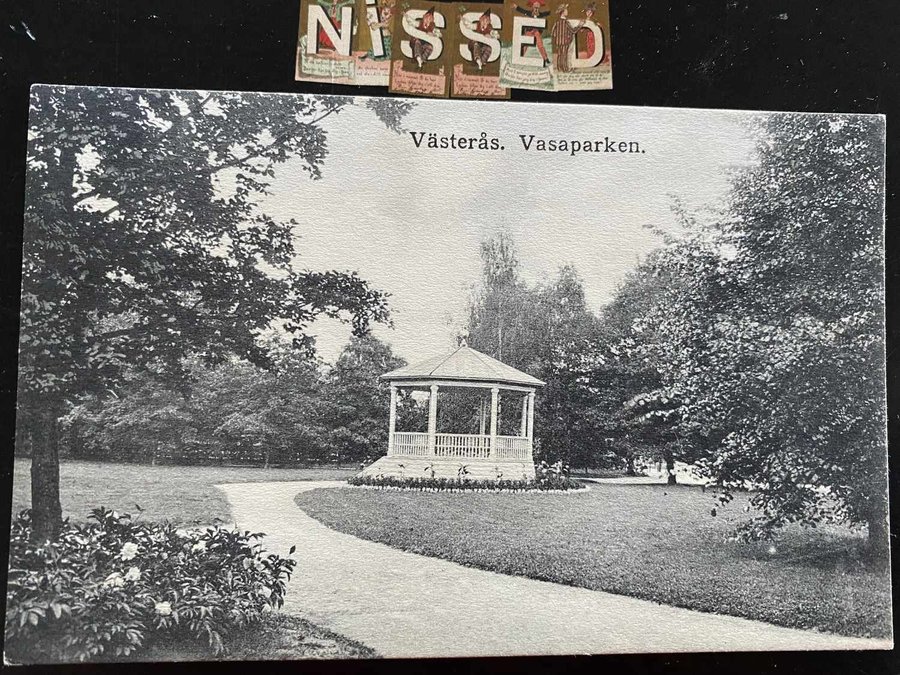 NiSSED
Västerås. Vasaparken.